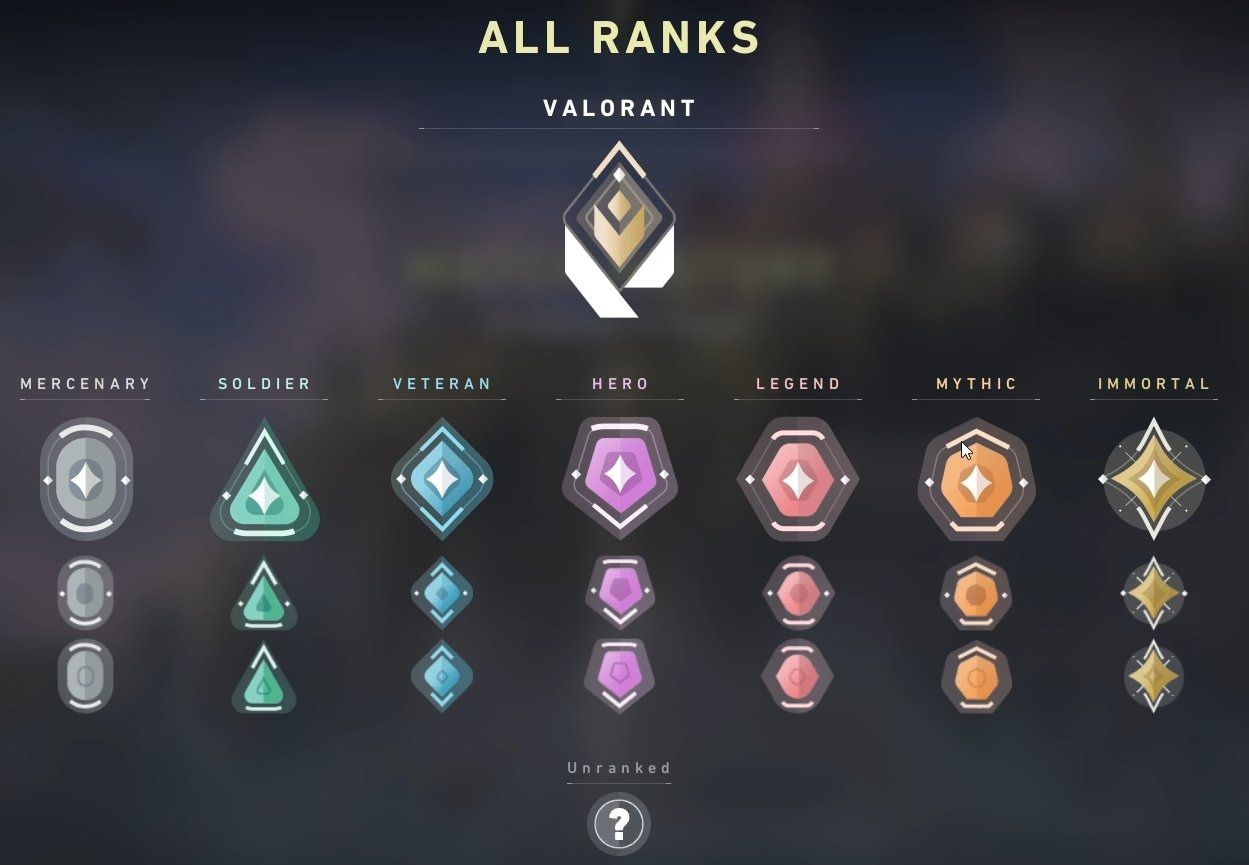 ALL RANKS
VALORANT
MERCENARY SOLDIER VETERAN HERO LEGEND MYTHIC IMMORTAL
Unranked
?